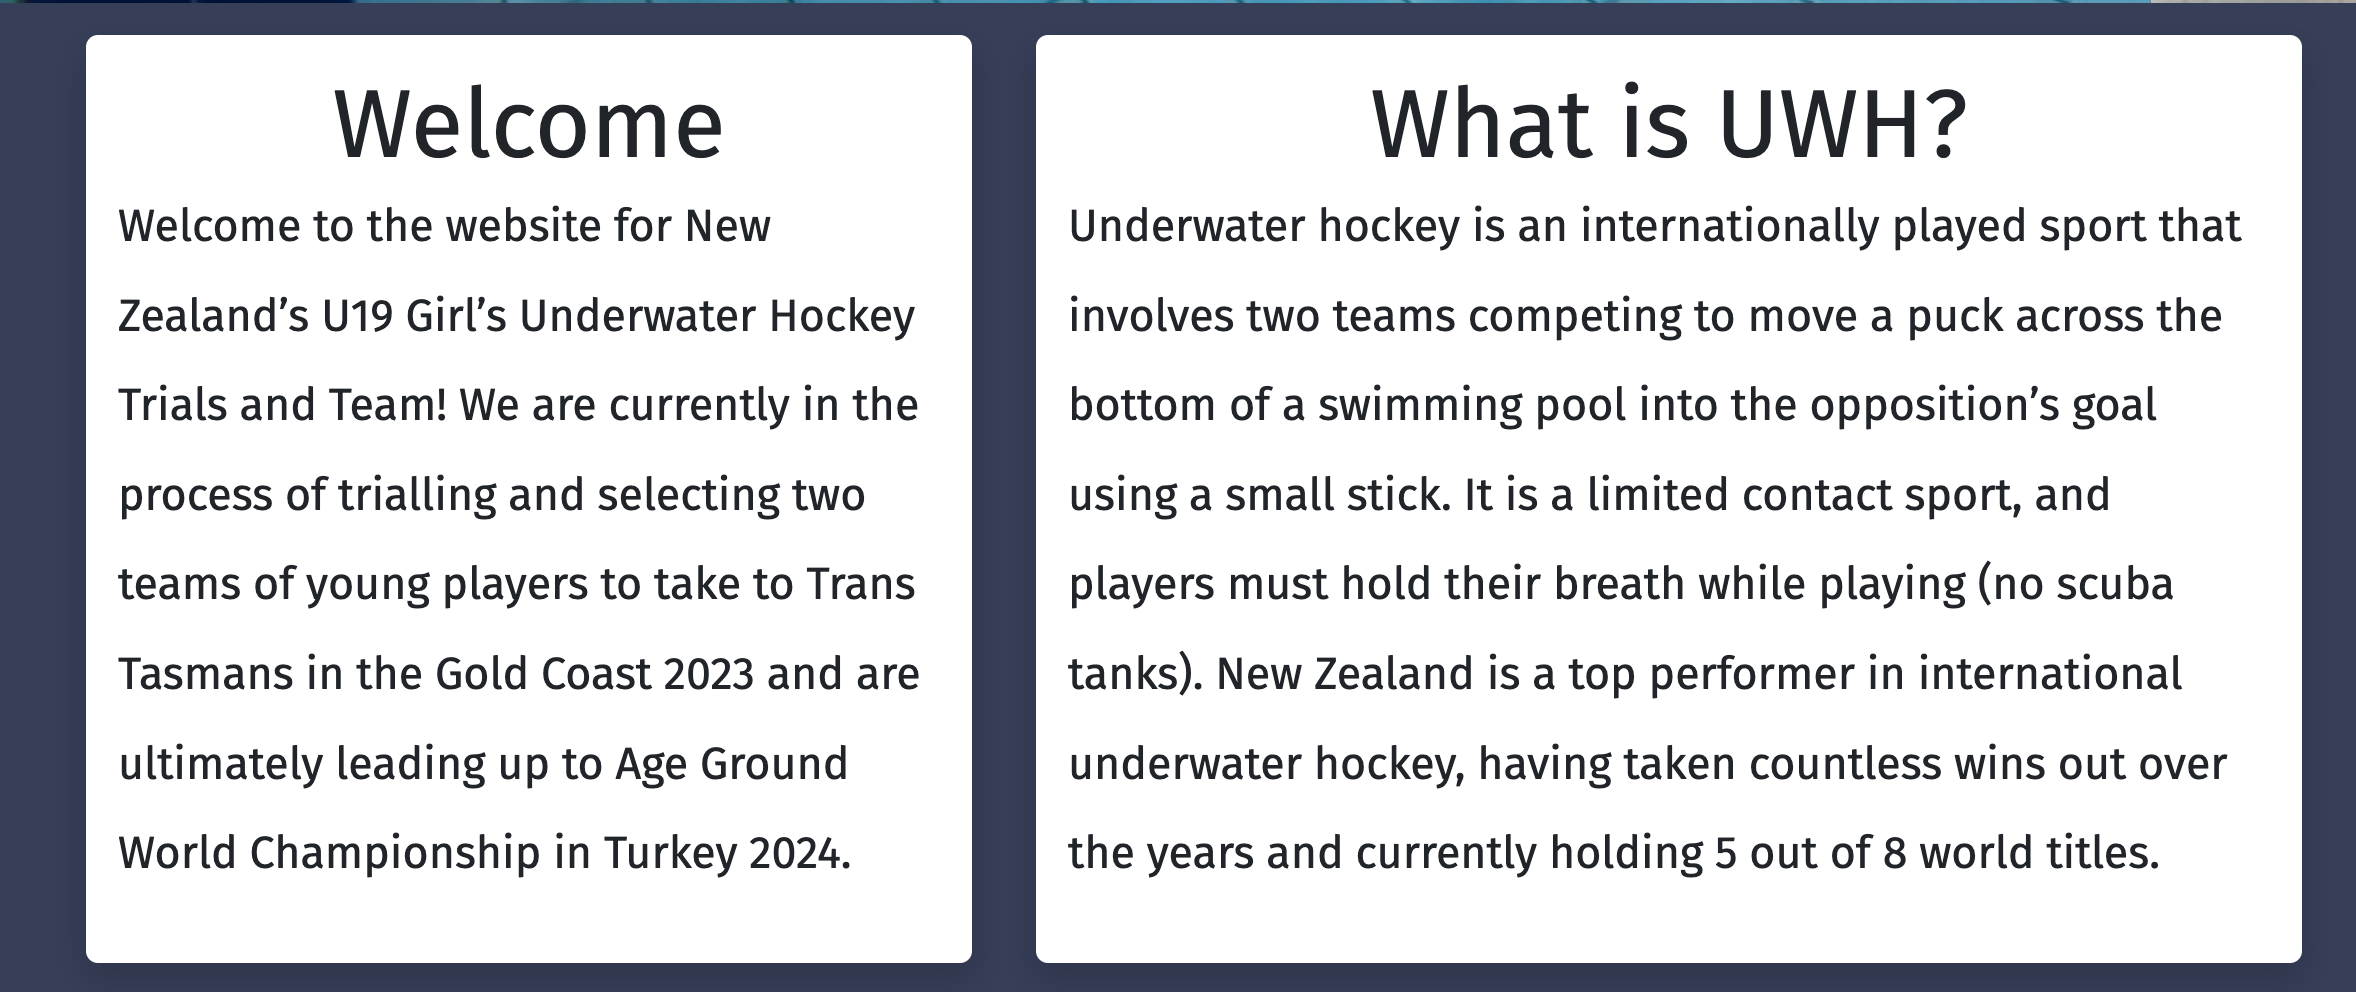 Welcome
Welcome to the website for New
Zealand’s U19 Girl’s Underwater Hockey
Trials and Team! We are currently in the
process of trialling and selecting two
teams of young players to take to Trans
Tasmans in the Gold Coast 2023 and are
ultimately leading up to Age Ground
World Championship in Turkey 2024.
What is UWH?
Underwater hockey is an internationally played sport that
involves two teams competing to move a puck across the
bottom of a swimming pool into the opposition’s goal
using a small stick. It is a limited contact sport, and
players must hold their breath while playing (no scuba
tanks). New Zealand is a top performer in international
underwater hockey, having taken countless wins out over
the years and currently holding 5 out of 8 world titles.